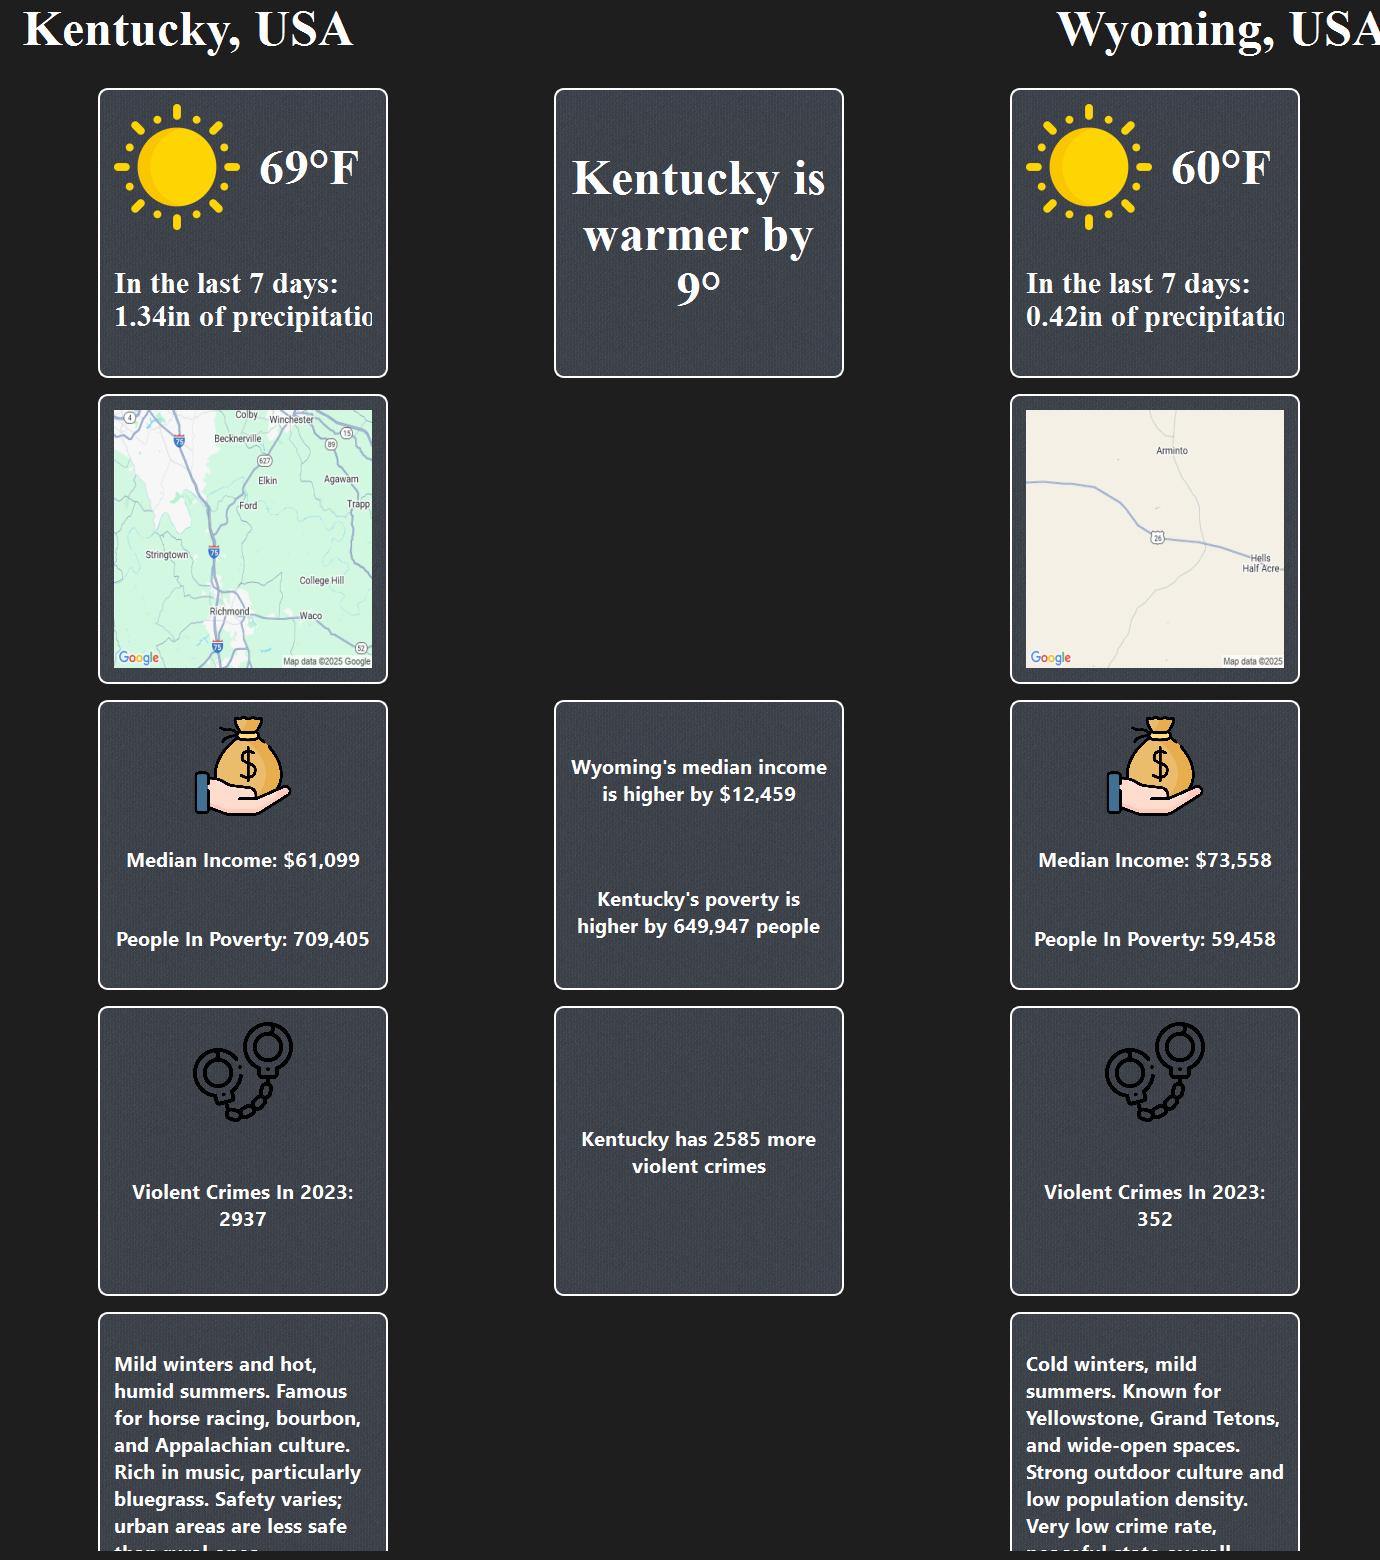 Kentucky, USA
Wyoming, USA
69°F
In the last 7 days:
1.34in of precipitatio
Kentucky is
warmer by
9°
60°F
In the last 7 days:
0.42in of precipitatio
4
Colby
Winchester
75
Becknerville
15
89
627
Elkin
Agawam
Ford
Trapp
Stringtown
75
College Hill
Richmond
Waco
75
52
Google
Map data ©2025 Google
Arminto
26
Hells
Half Acre
Google
Map data ©2025
$
Median Income: $61,099
People In Poverty: 709,405
Wyoming's median income
is higher by $12,459
Kentucky's poverty is
higher by 649,947 people
$
Median Income: $73,558
People In Poverty: 59,458
Violent Crimes In 2023:
2937
Kentucky has 2585 more
violent crimes
Violent Crimes In 2023:
352
Mild winters and hot,
humid summers. Famous
for horse racing, bourbon,
and Appalachian culture.
Rich in music, particularly
bluegrass. Safety varies;
urban areas are less safe
Cold winters, mild
summers. Known for
Yellowstone, Grand Tetons,
and wide-open spaces.
Strong outdoor culture and
low population density.
Very low crime rate,